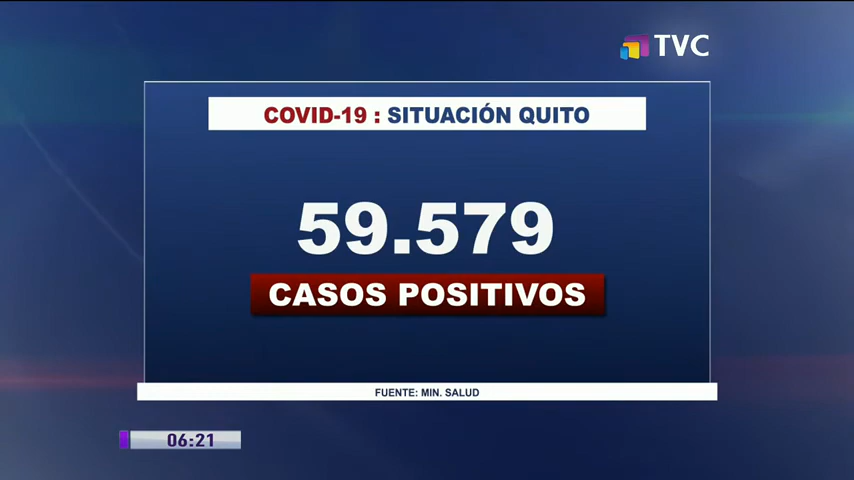 TVC
COVID-19 : SITUACIÓN QUITO
59.579
CASOS POSITIVOS
FUENTE: MIN. SALUD
06:21